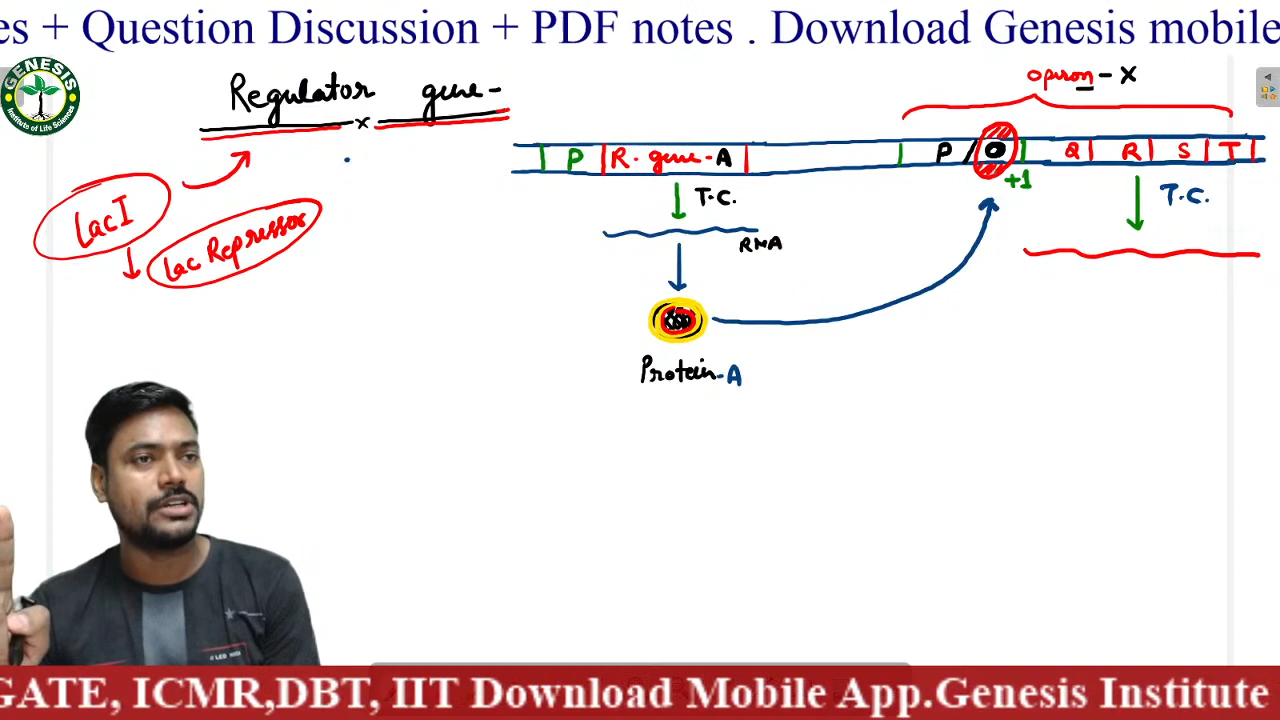 es + Question Discussion + PDF notes . Download Genesis mobile
GENESIS
Institute of Life Sciences
Regulator gene-
x
operon - X
P R. gene-A P / O Q R S T
+1
T.C.
T.C.
RNA
LacI
Lac Repressor
Protein-A
GATE, ICMR,DBT, IIT Download Mobile App.Genesis Institute